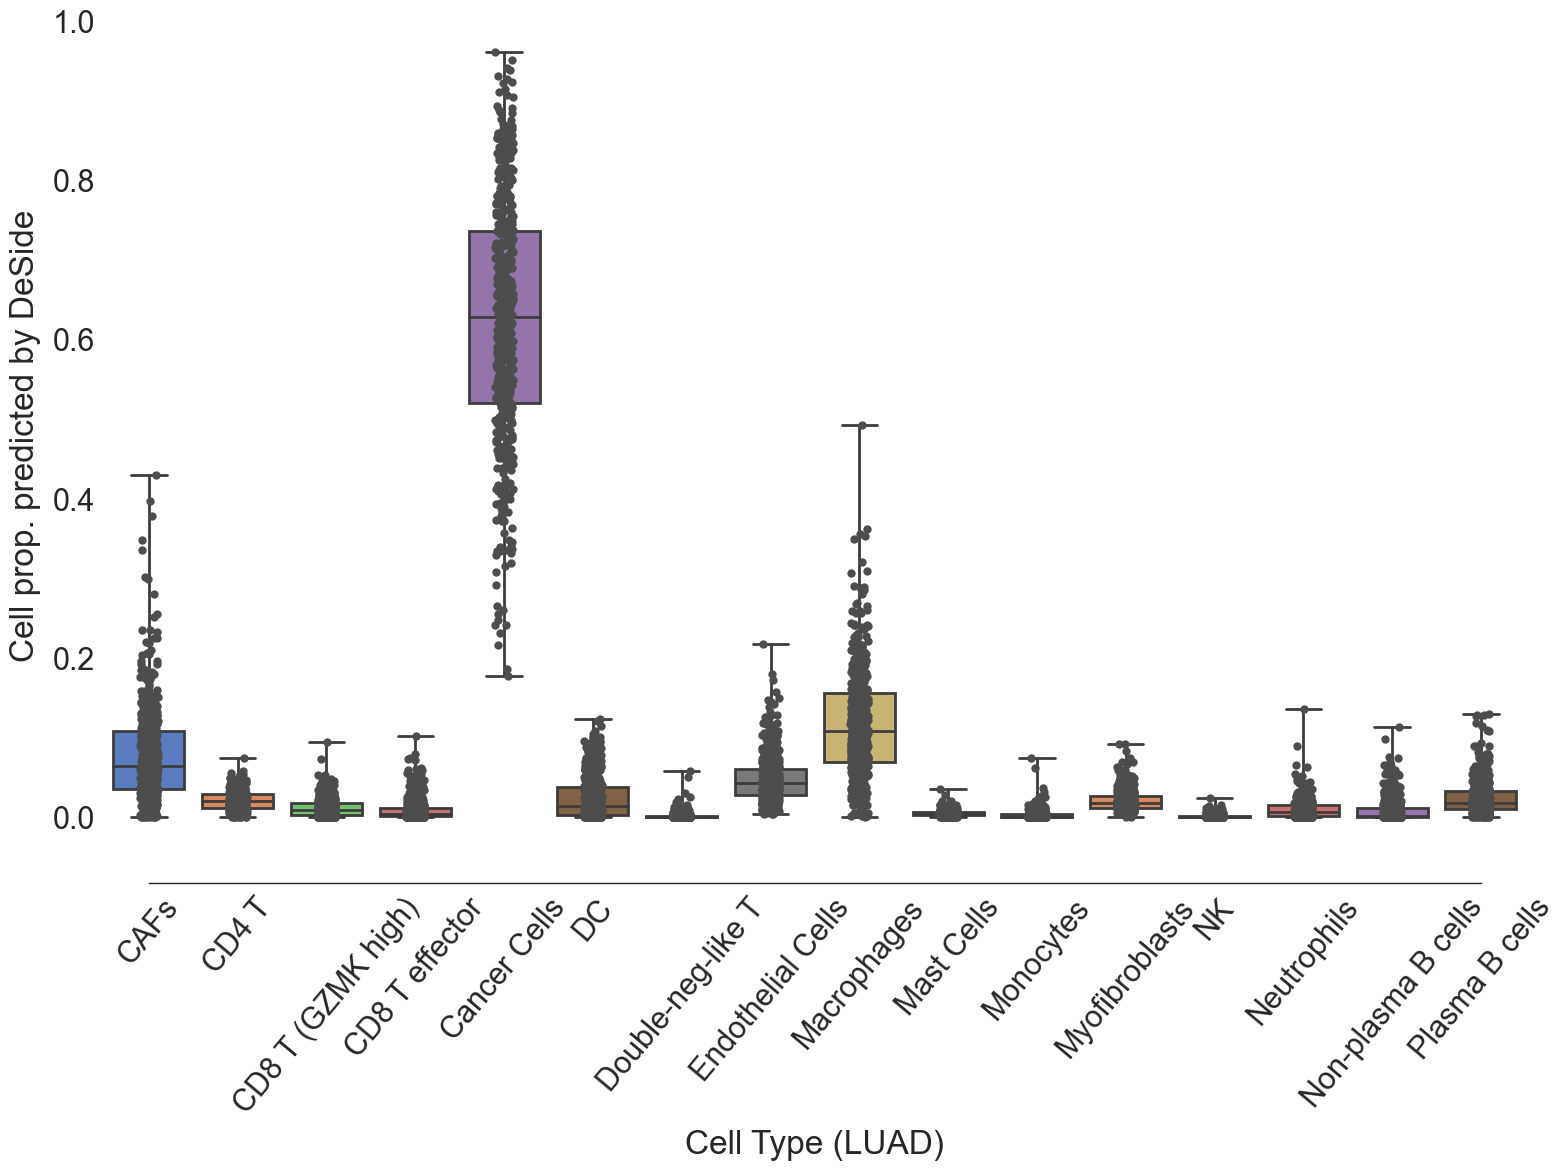 Cell prop. predicted by DeSide
1.0
0.8
0.6
0.4
0.2
0.0
CAFs
CD4 T
CD8 T (GZMK high)
CD8 T effector
Cancer Cells
DC
Double-neg-like T
Endothelial Cells
Macrophages
Mast Cells
Monocytes
Myofibroblasts
NK
Neutrophils
Non-plasma B cells
Plasma B cells
Cell Type (LUAD)